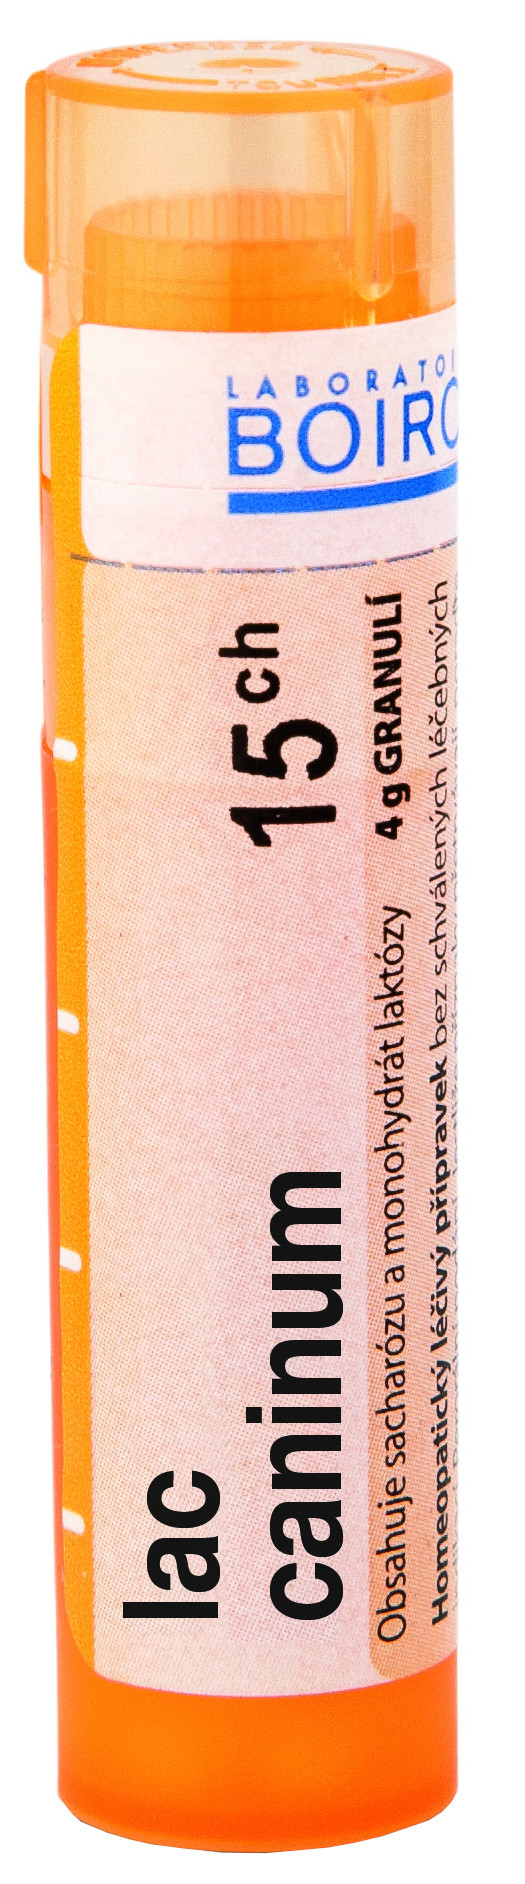 LABORATOI
BOIRO
lac
caninum 15 ch
4 g GRANULÍ
Obsahuje sacharózu a monohydrát laktózy
Homeopatický léčivý přípravek bez schválených léčebných